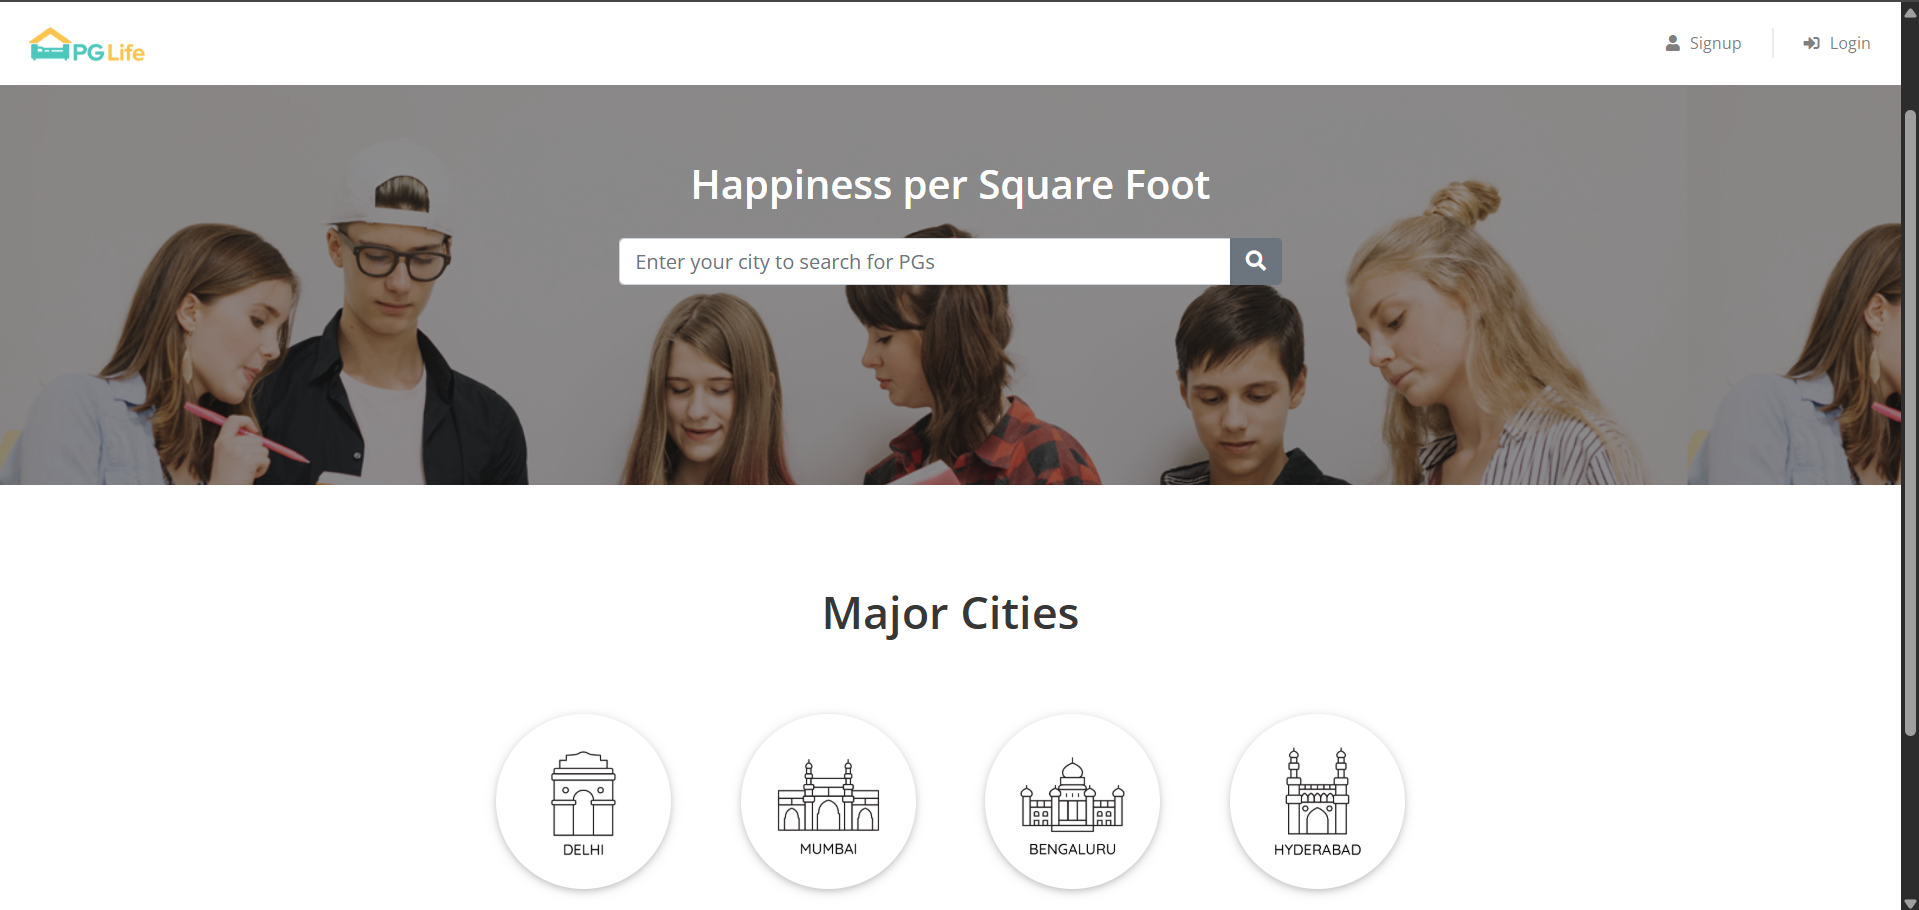 PG Life
Signup
Login
Happiness per Square Foot
Enter your city to search for PGs
Major Cities
DELHI
MUMBAI
BENGALURU
HYDERABAD